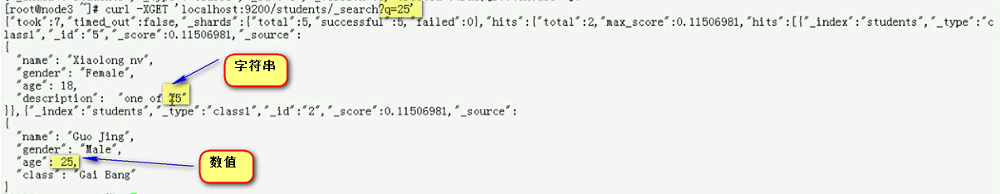 [root@node3 ~]# curl -XGET 'localhost:9200/students/_search?q=25'
{"took":7,"timed_out":false,"_shards":{"total":5,"successful":5,"failed":0},"hits":{"total":2,"max_score":0.11506981,"hits":[{"_index":"students","_type":"c
lass1","_id":"5","_score":0.11506981,"_source":
{
"name": "Xiaolong nv",
字符串
"gender": "Female",
"age": 18,
"description": "one of 25"
}},{"_index":"students","_type":"class1","_id":"2","_score":0.11506981,"_source":
{
"name": "Guo Jing",
"gender": "Male",
"age": 25,
数值
"class": "Gai Bang"
}